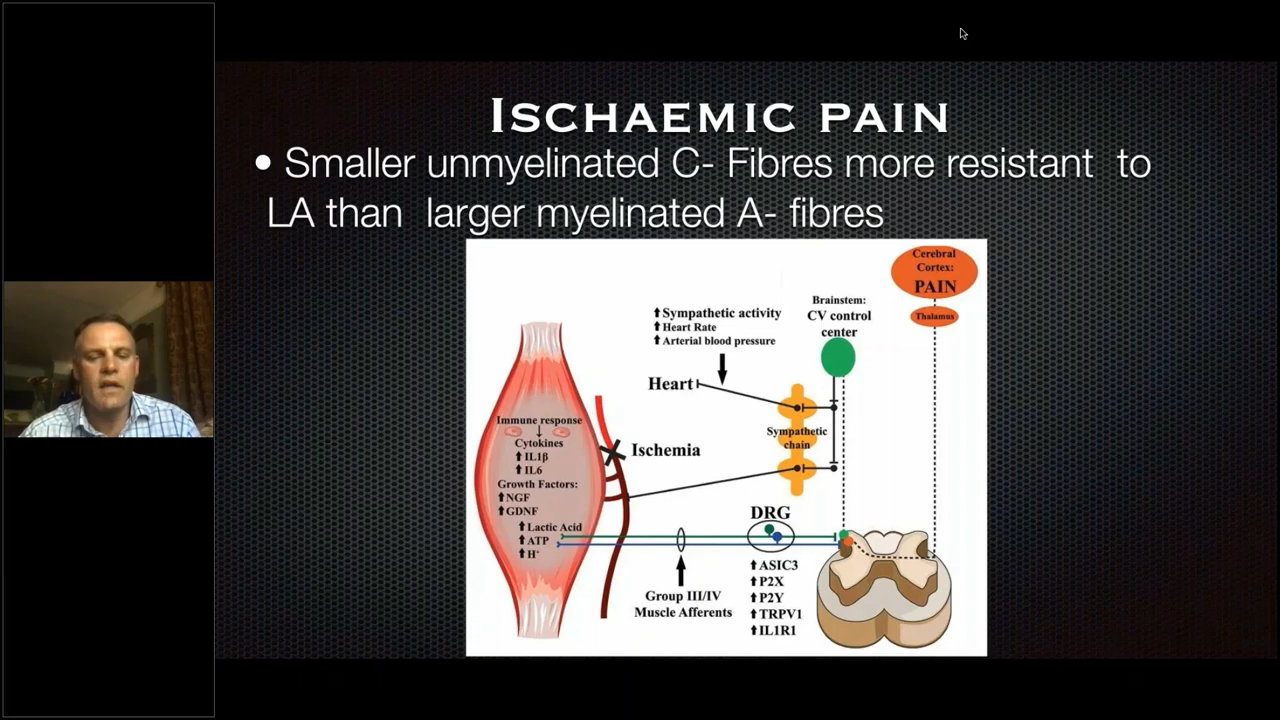 ISCHAEMIC PAIN
• Smaller unmyelinated C- Fibres more resistant to
LA than larger myelinated A- fibres
Cerebral
Cortex:
PAIN
Thalamus
Brainstem:
CV control
center
⬆Sympathetic activity
⬆Heart Rate
⬆Arterial blood pressure
Heart
Sympathetic
chain
Immune response
↓
Cytokines
⬆IL1β
⬆IL6
Growth Factors:
⬆NGF
⬆GDNF
⬆Lactic Acid
⬆ATP
⬆H⁺
Ischemia
DRG
⬆ASIC3
⬆P2X
⬆P2Y
⬆TRPV1
⬆IL1R1
Group III/IV
Muscle Afferents